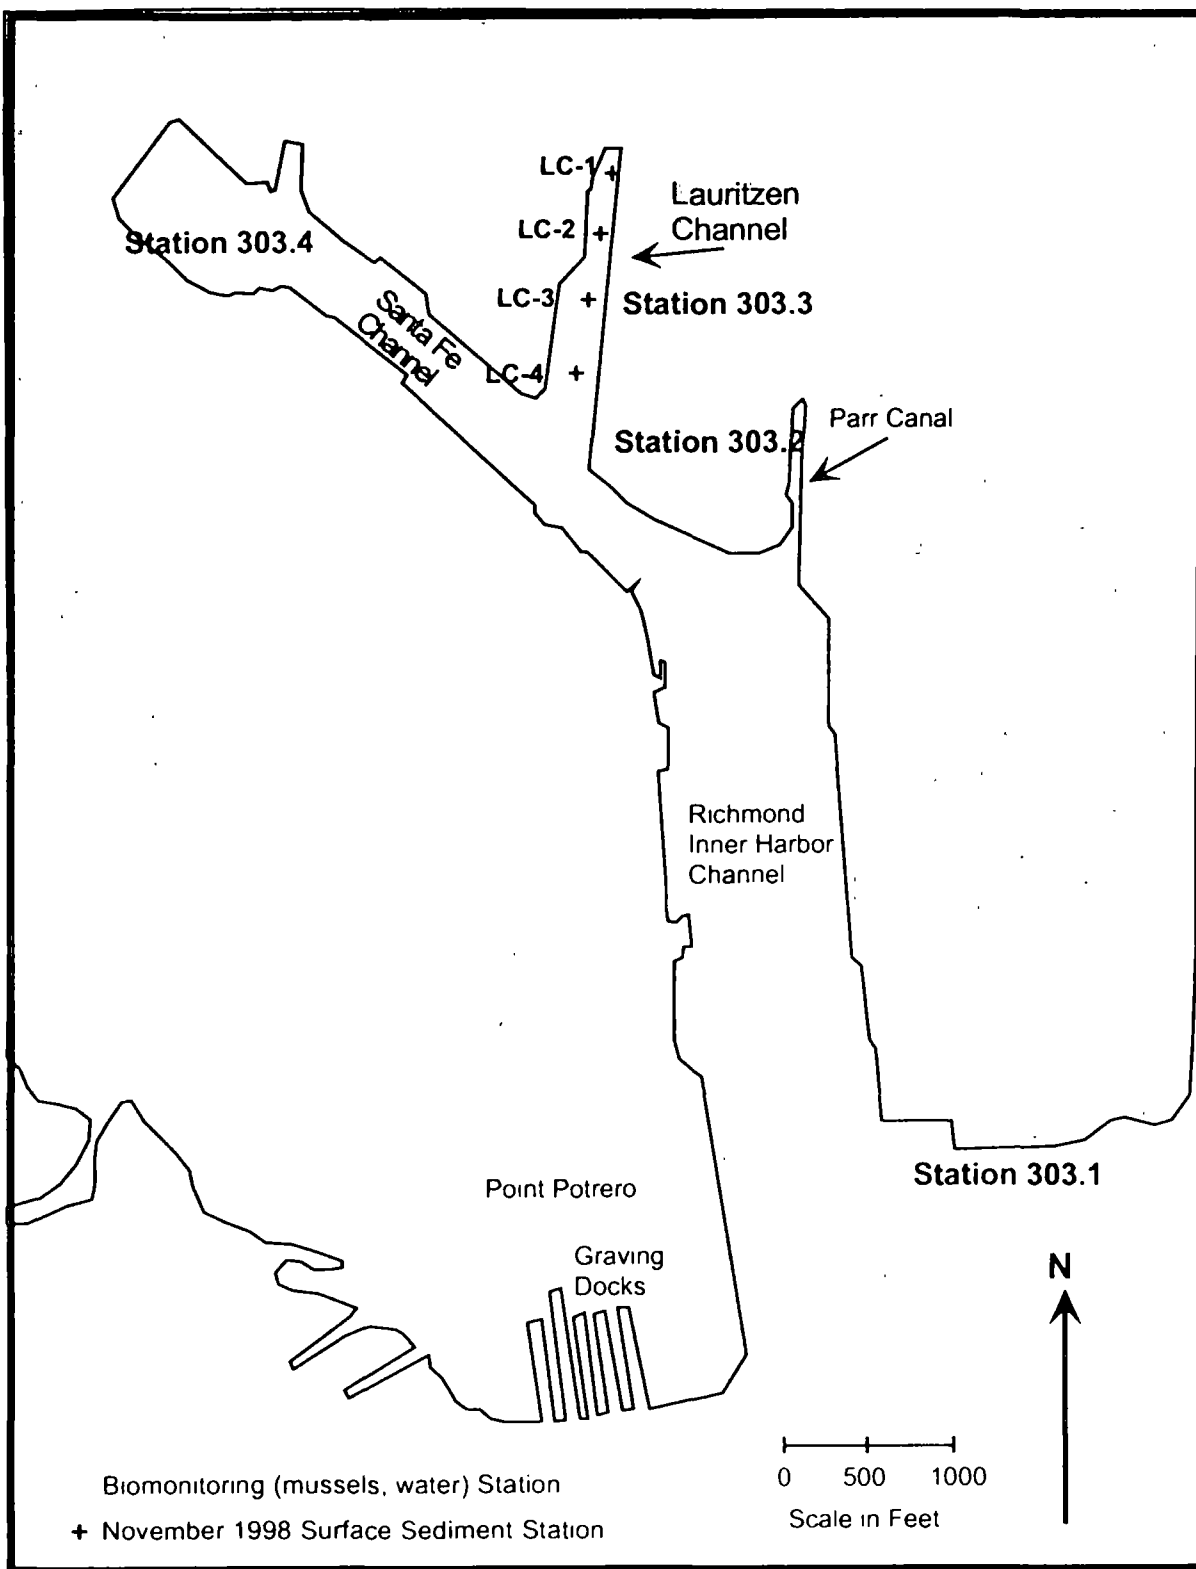 LC-1
Lauritzen
Channel
LC-2
Station 303.4
LC-3
Station 303.3
Santa Fe
Channel
LC-4
Parr Canal
Station 303.2
Richmond
Inner Harbor
Channel
Station 303.1
Point Potrero
Graving
Docks
N
0 500 1000
Scale in Feet
Biomonitoring (mussels, water) Station
+ November 1998 Surface Sediment Station